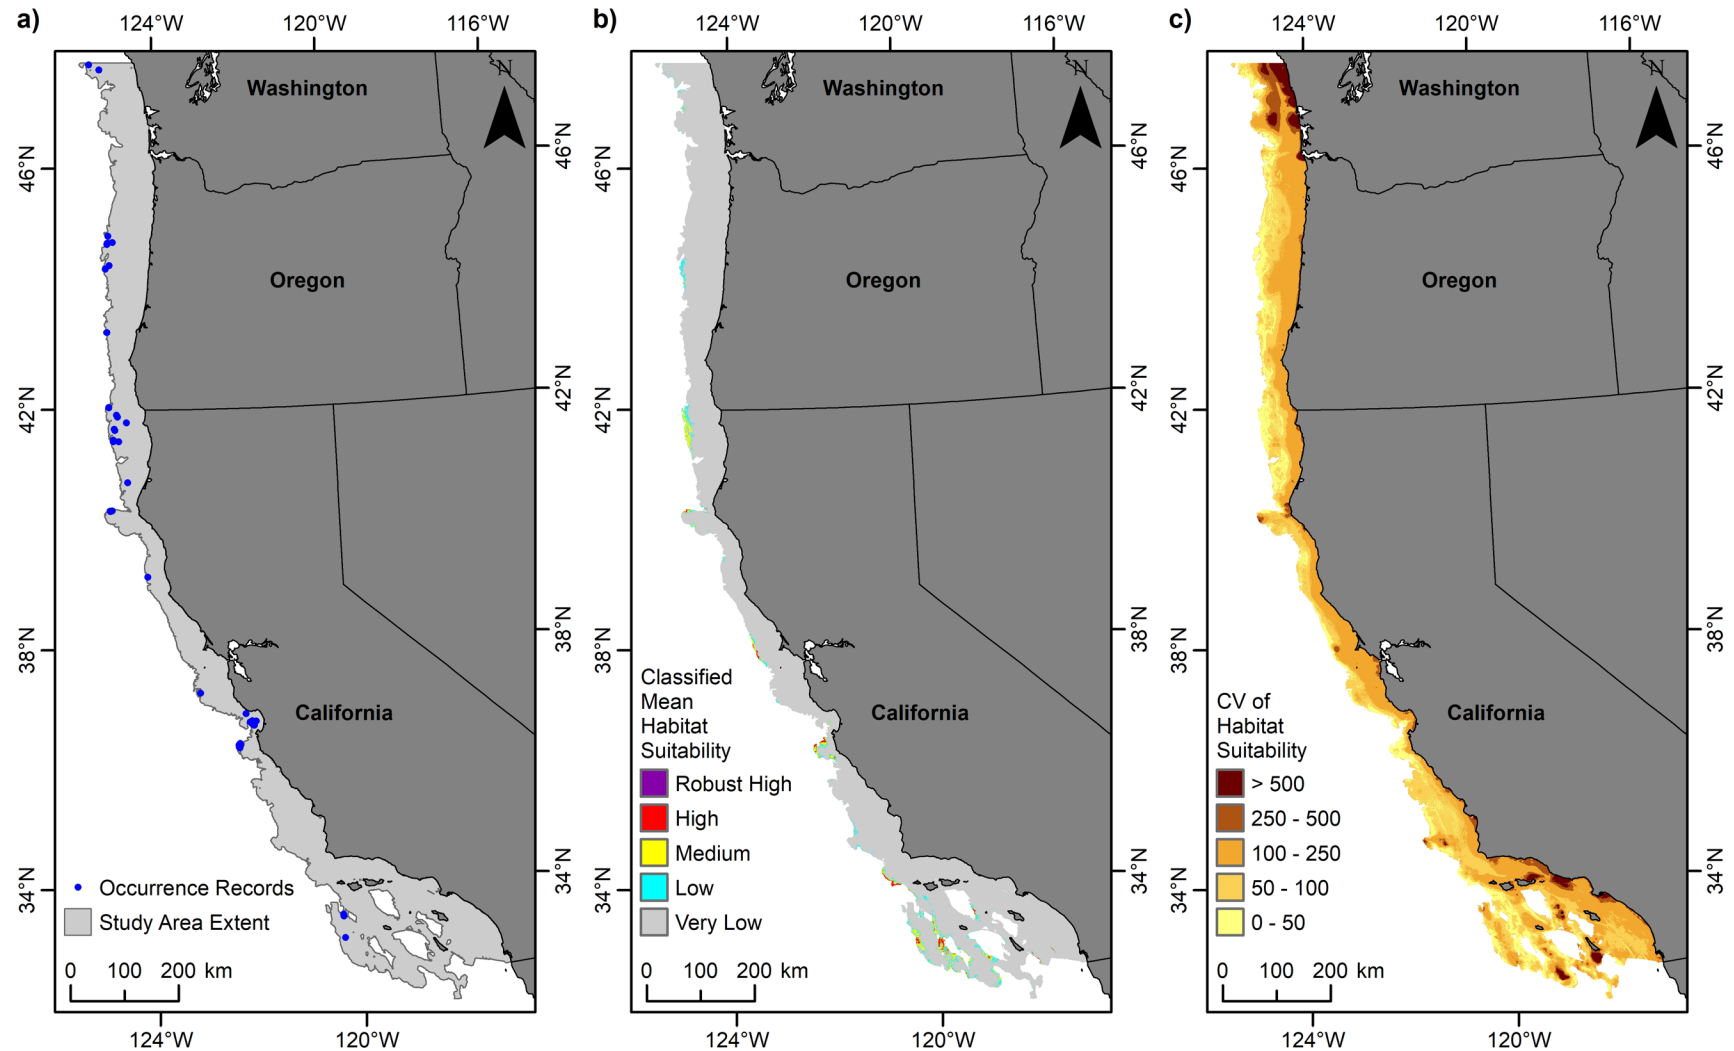 a)
124°W 120°W 116°W
N
Washington
46°N
46°N
Oregon
42°N
42°N
38°N
38°N
California
34°N
34°N
Occurrence Records
Study Area Extent
0 100 200 km
124°W 120°W
b)
124°W 120°W 116°W
N
Washington
46°N
46°N
Oregon
42°N
42°N
38°N
38°N
Classified
Mean
Habitat
Suitability
California
Robust High
High
Medium
Low
Very Low
34°N
34°N
0 100 200 km
124°W 120°W
c)
124°W 120°W 116°W
N
Washington
46°N
46°N
Oregon
42°N
42°N
38°N
38°N
CV of
Habitat
Suitability
California
> 500
250 - 500
100 - 250
50 - 100
0 - 50
34°N
34°N
0 100 200 km
124°W 120°W